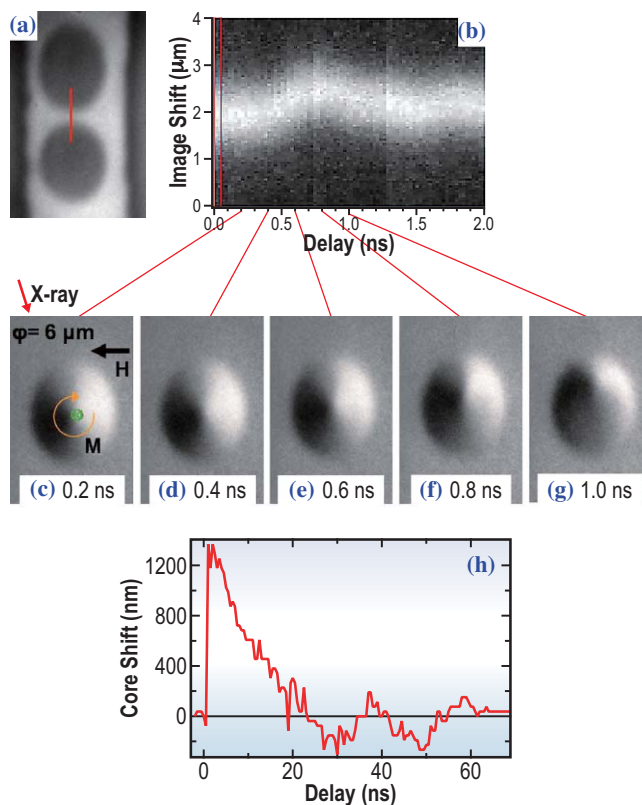 (a)
(b)
Image Shift (µm)
4
3
2
1
0
0.0 0.5 1.0 1.5 2.0
Delay (ns)
X-ray
φ= 6 µm
H
M
(c) 0.2 ns
(d) 0.4 ns
(e) 0.6 ns
(f) 0.8 ns
(g) 1.0 ns
(h)
Core Shift (nm)
1200
800
400
0
0 20 40 60
Delay (ns)